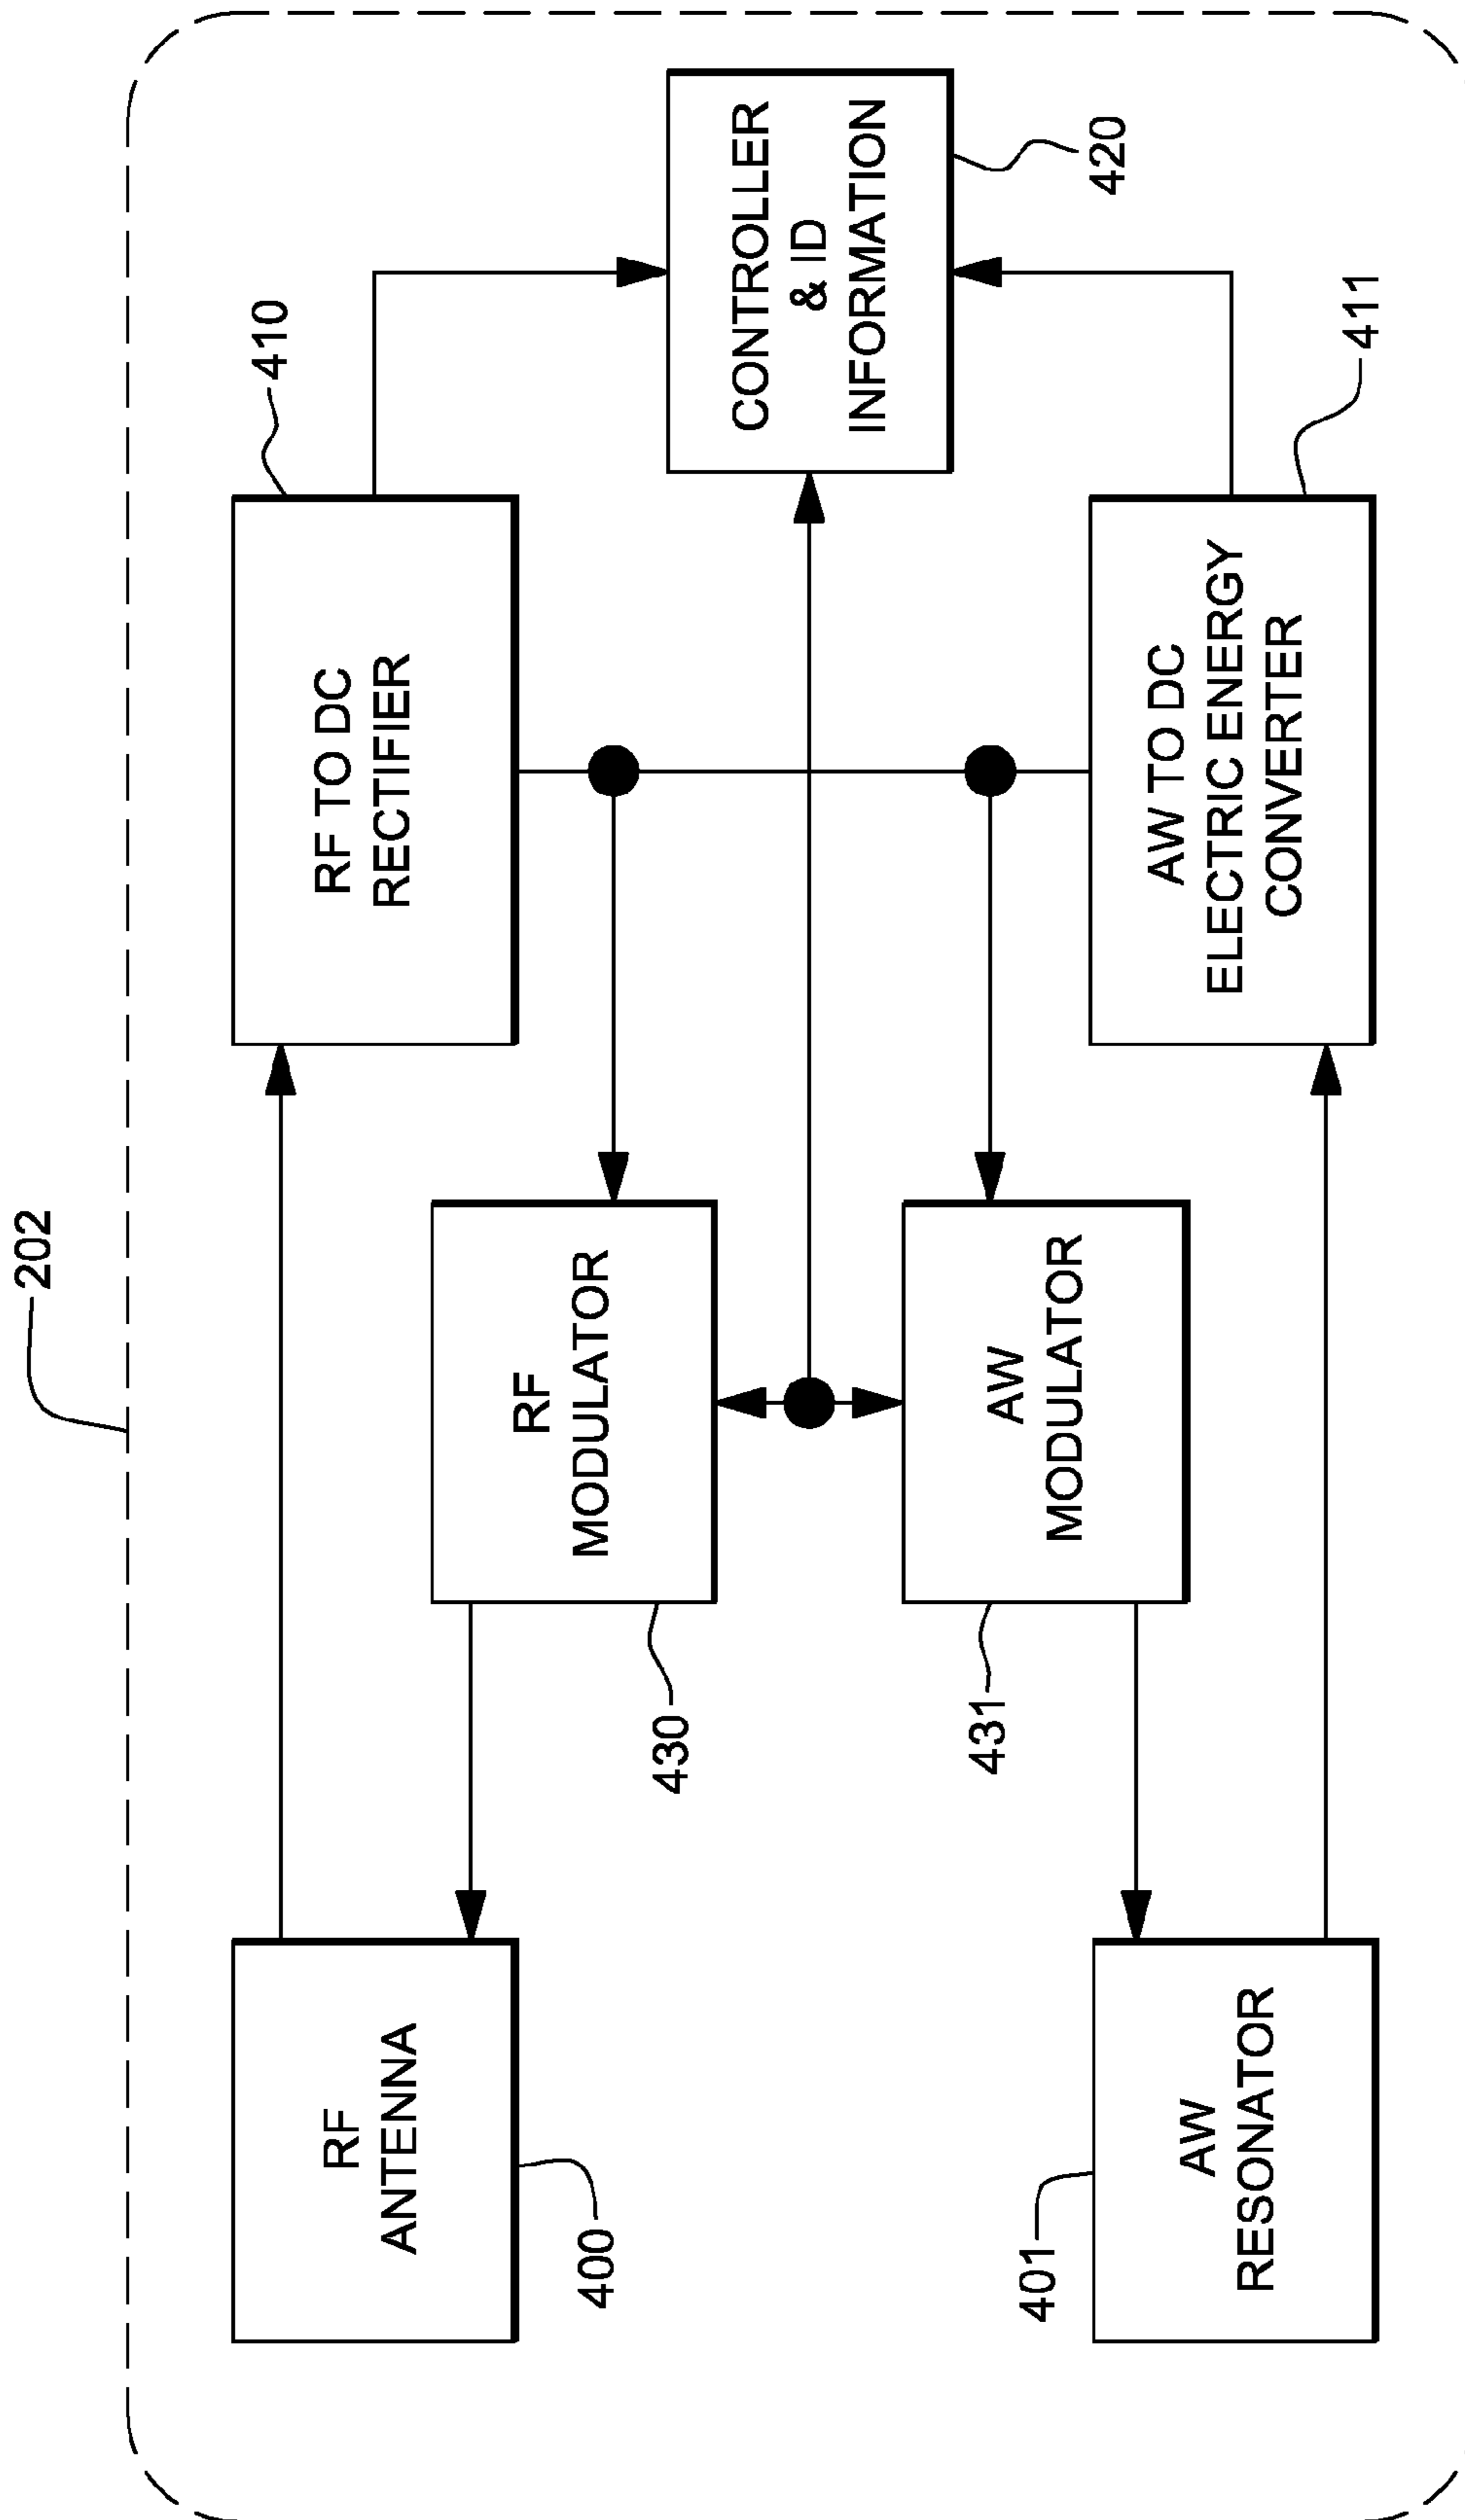 202
RF
ANTENNA
400
RF
MODULATOR
430
RF TO DC
RECTIFIER
410
CONTROLLER
& ID
INFORMATION
420
AW
RESONATOR
401
AW
MODULATOR
431
AW TO DC
ELECTRIC ENERGY
CONVERTER
411